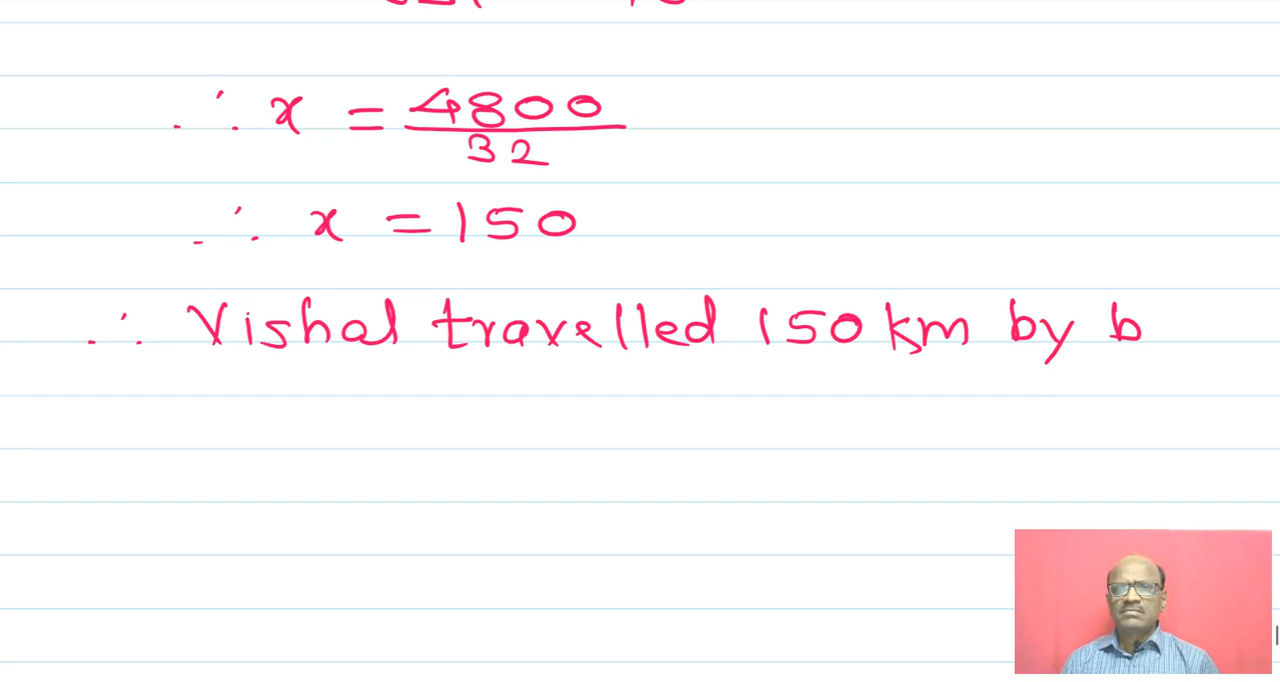 ∴ x = 4800/32
∴ x = 150
∴ Vishal travelled 150 km by b